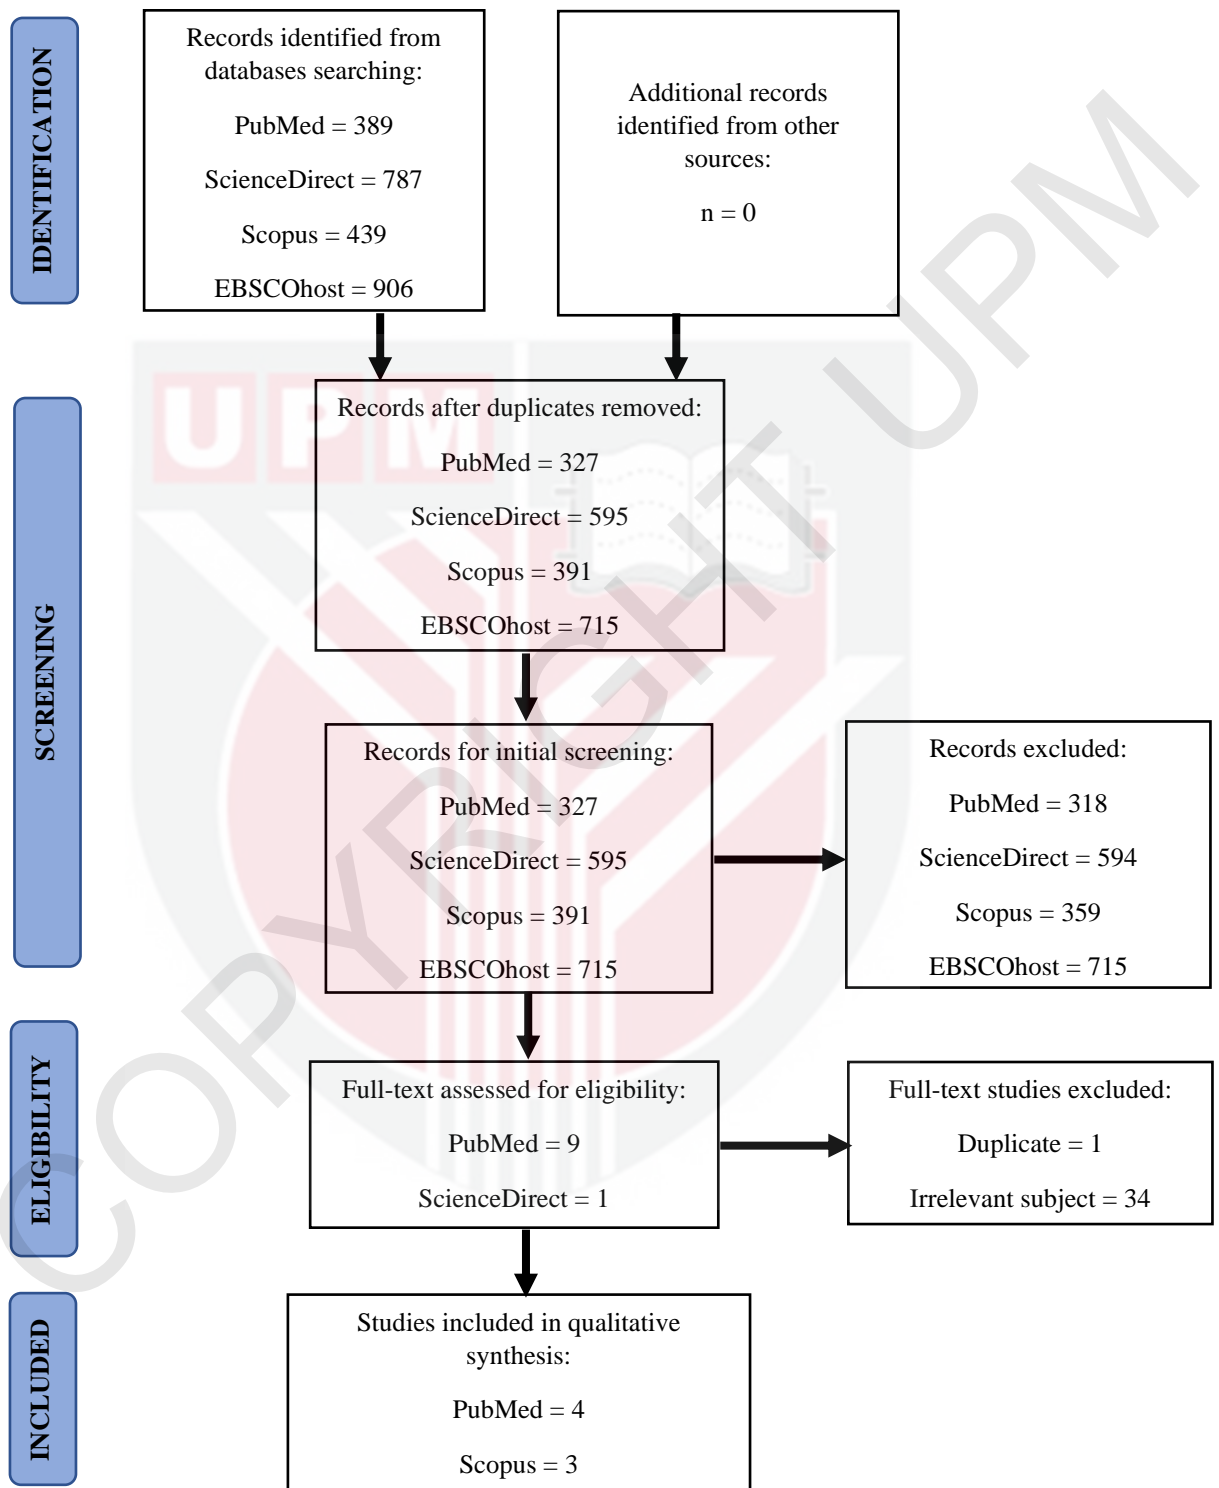 IDENTIFICATION
Records identified from
databases searching:
PubMed = 389
ScienceDirect = 787
Scopus = 439
EBSCOhost = 906
Additional records
identified from other
sources:
n = 0
SCREENING
Records after duplicates removed:
PubMed = 327
ScienceDirect = 595
Scopus = 391
EBSCOhost = 715
Records for initial screening:
PubMed = 327
ScienceDirect = 595
Scopus = 391
EBSCOhost = 715
Records excluded:
PubMed = 318
ScienceDirect = 594
Scopus = 359
EBSCOhost = 715
ELIGIBILITY
Full-text assessed for eligibility:
PubMed = 9
ScienceDirect = 1
Full-text studies excluded:
Duplicate = 1
Irrelevant subject = 34
INCLUDED
Studies included in qualitative
synthesis:
PubMed = 4
Scopus = 3
UPM
COPYRIGHT UPM